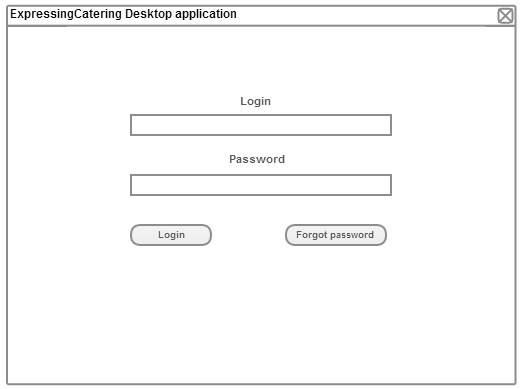 ExpressingCatering Desktop application
Login
Password
Login
Forgot password